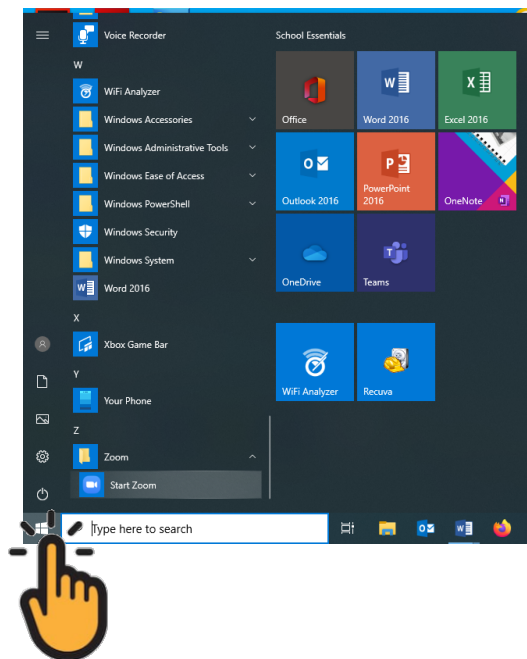 Voice Recorder
W
WiFi Analyzer
Windows Accessories
Windows Administrative Tools
Windows Ease of Access
Windows PowerShell
Windows Security
Windows System
Word 2016
X
Xbox Game Bar
Y
Your Phone
Z
Zoom
Start Zoom
School Essentials
Office
Word 2016
Excel 2016
Outlook 2016
PowerPoint
2016
OneNote
OneDrive
Teams
WiFi Analyzer
Recuva
Type here to search